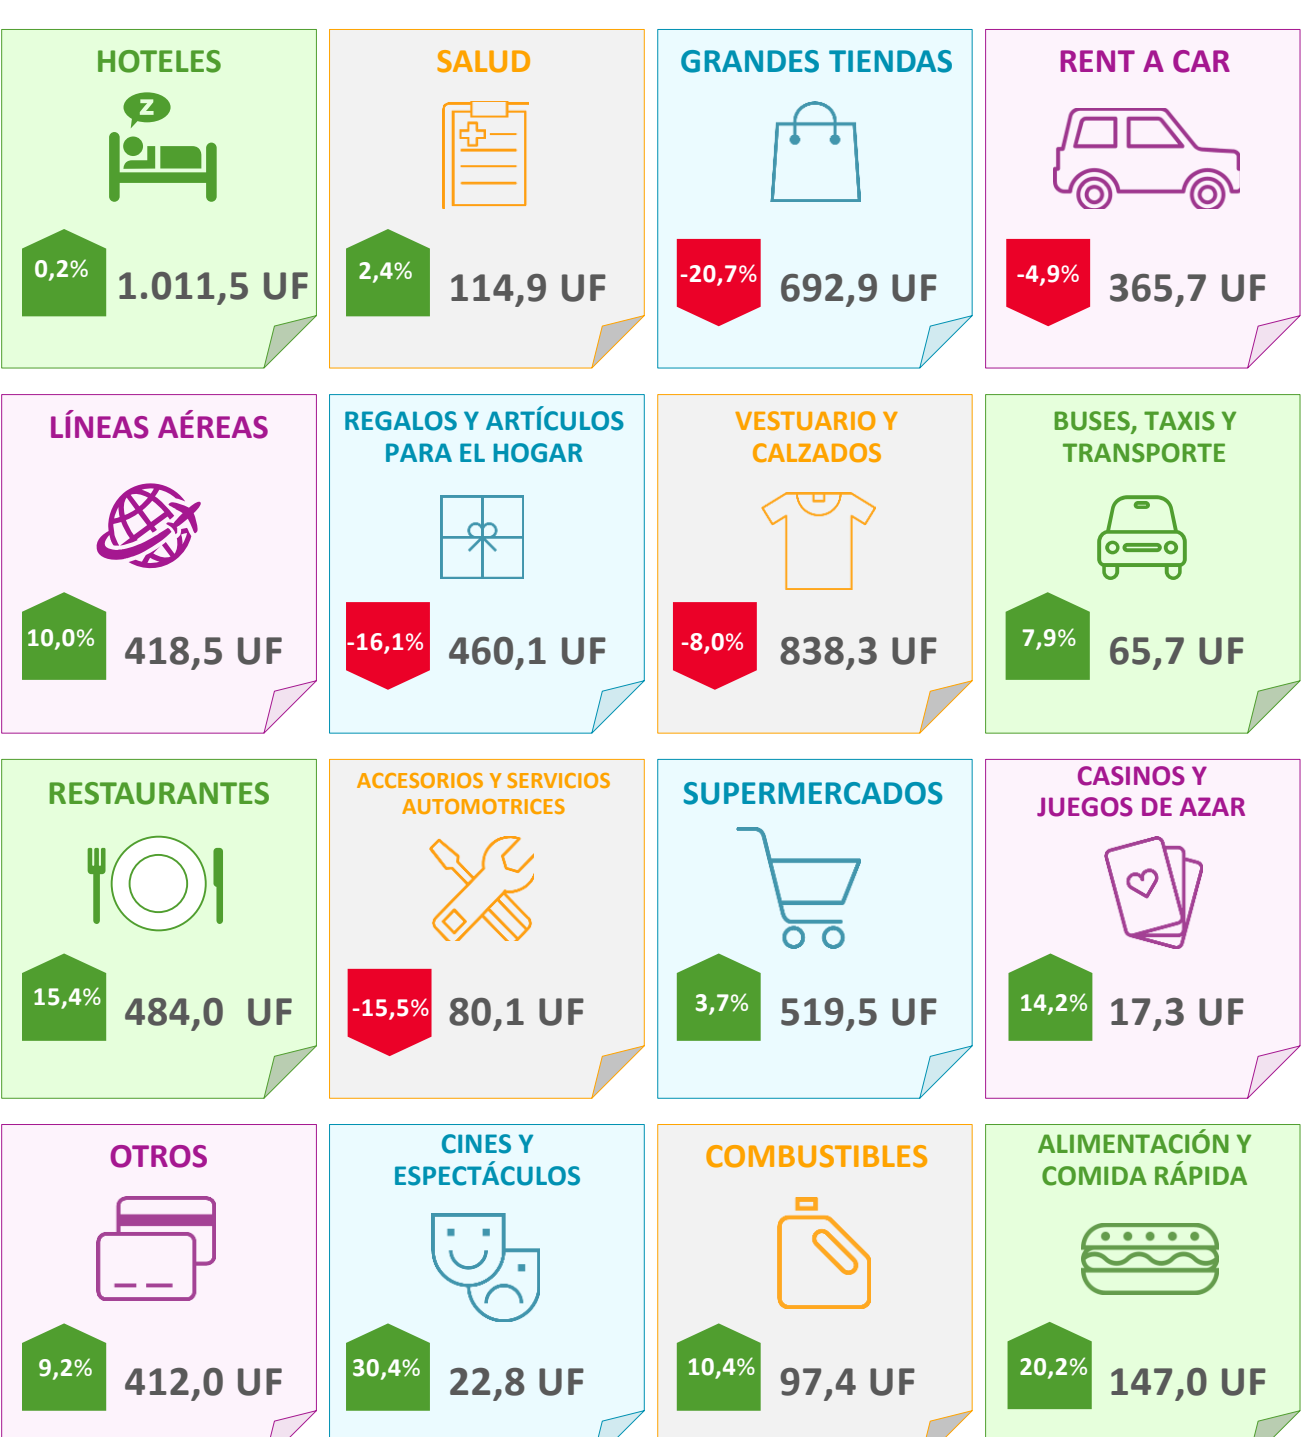 HOTELES
Z
0,2%
1.011,5 UF
SALUD
2,4%
114,9 UF
GRANDES TIENDAS
-20,7%
692,9 UF
RENT A CAR
-4,9%
365,7 UF
LÍNEAS AÉREAS
10,0%
418,5 UF
REGALOS Y ARTÍCULOS
PARA EL HOGAR
-16,1%
460,1 UF
VESTUARIO Y
CALZADOS
-8,0%
838,3 UF
BUSES, TAXIS Y
TRANSPORTE
7,9%
65,7 UF
RESTAURANTES
15,4%
484,0 UF
ACCESORIOS Y SERVICIOS
AUTOMOTRICES
-15,5%
80,1 UF
SUPERMERCADOS
3,7%
519,5 UF
CASINOS Y
JUEGOS DE AZAR
14,2%
17,3 UF
OTROS
9,2%
412,0 UF
CINES Y
ESPECTÁCULOS
30,4%
22,8 UF
COMBUSTIBLES
10,4%
97,4 UF
ALIMENTACIÓN Y
COMIDA RÁPIDA
20,2%
147,0 UF